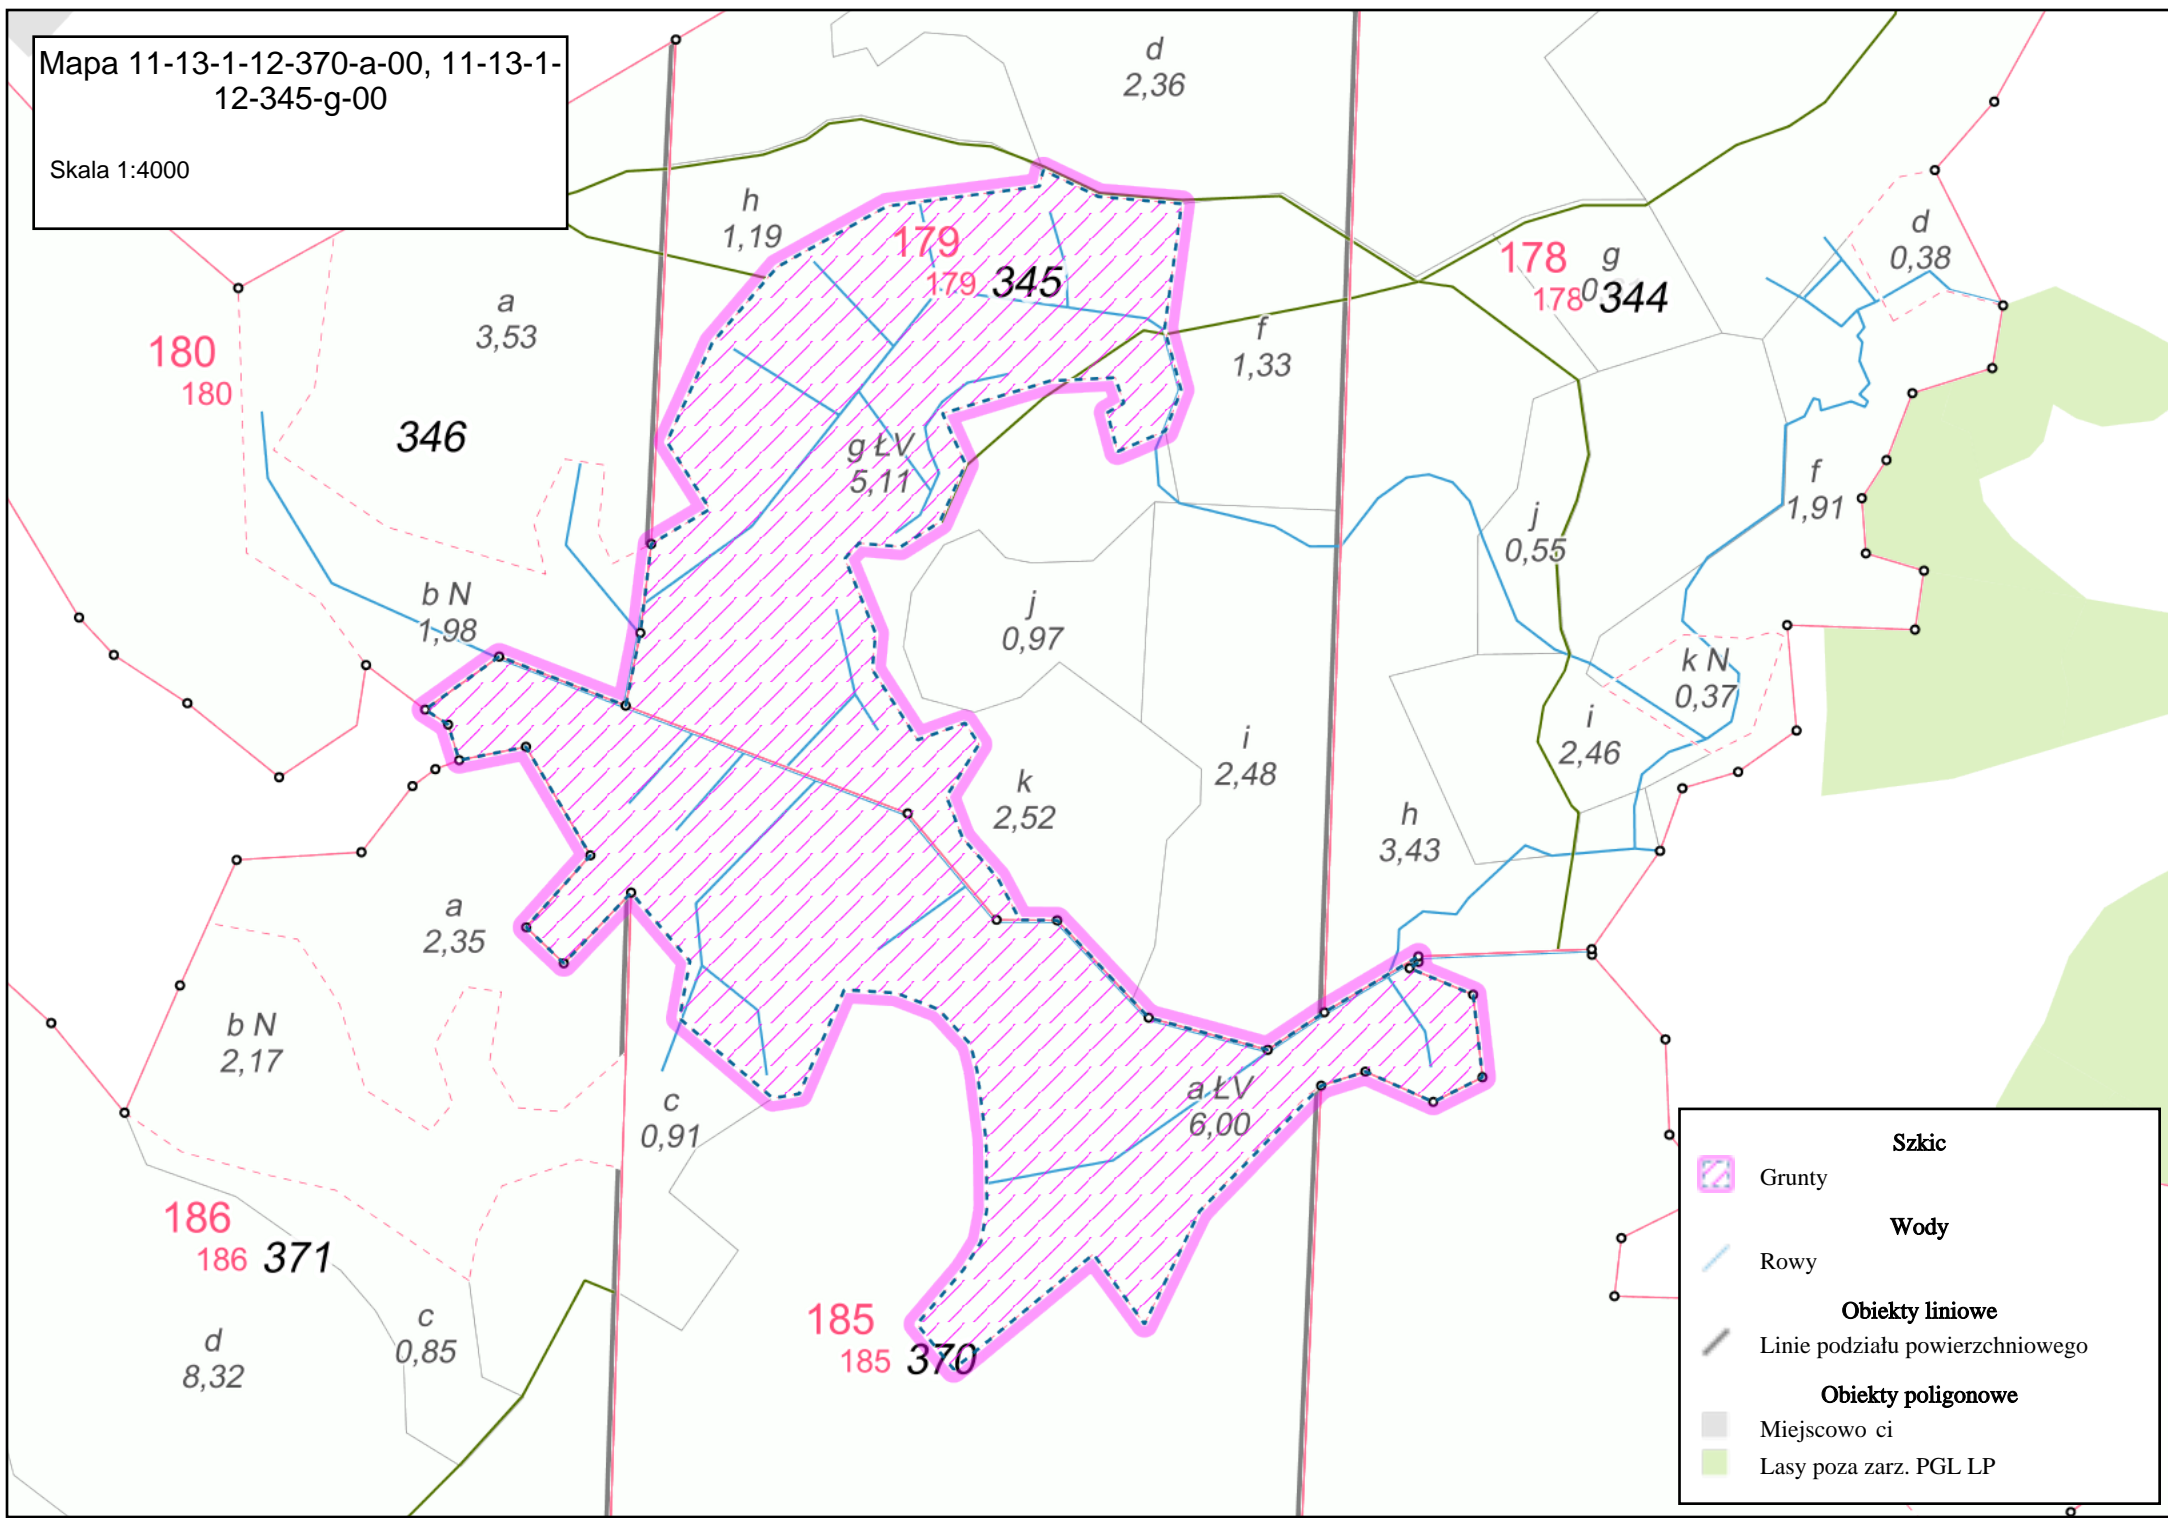 Mapa 11-13-1-12-370-a-00, 11-13-1-
12-345-g-00
Skala 1:4000
d
2,36
h
1,19
179
179
345
178
178
g
344
d
0,38
a
3,53
180
180
346
f
1,33
g ŁV
5,11
f
1,91
j
0,55
b N
1,98
j
0,97
k N
0,37
i
2,46
i
2,48
k
2,52
h
3,43
a
2,35
b N
2,17
c
0,91
a ŁV
6,00
186
186
371
185
185
370
c
0,85
d
8,32
Szkic
Grunty
Wody
Rowy
Obiekty liniowe
Linie podziału powierzchniowego
Obiekty poligonowe
Miejscowo ci
Lasy poza zarz. PGL LP